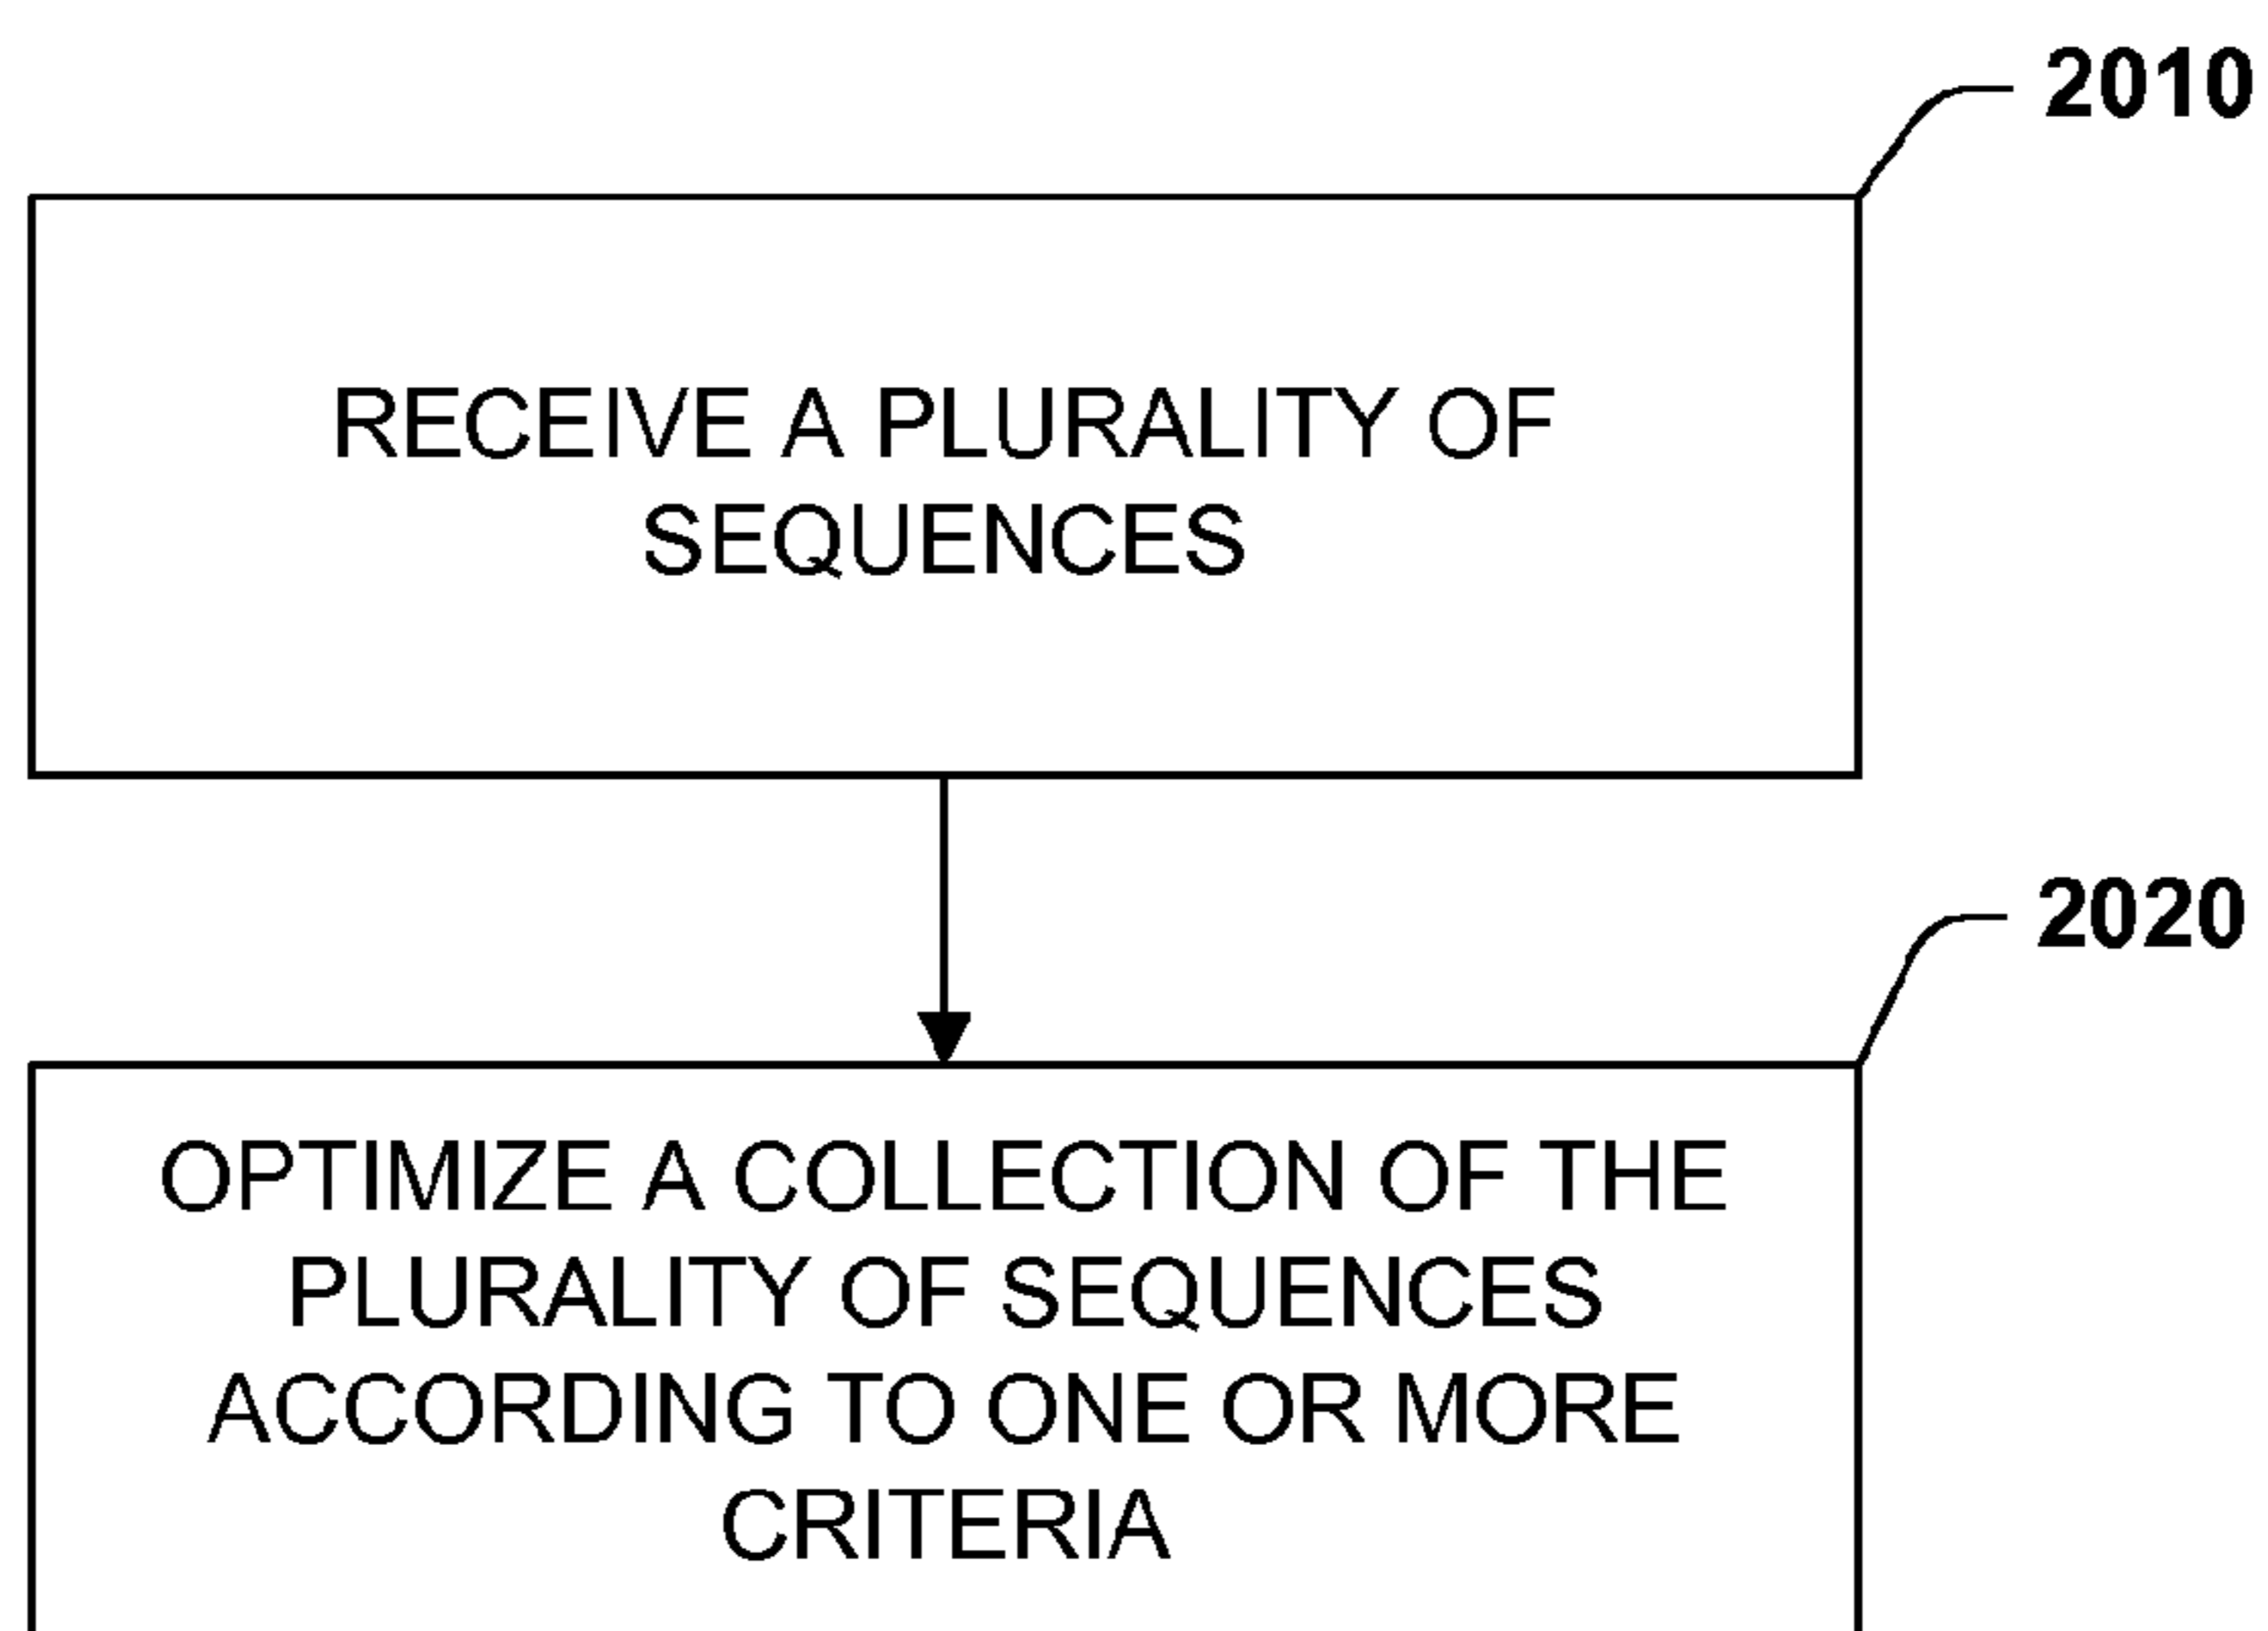 2010
RECEIVE A PLURALITY OF
SEQUENCES
2020
OPTIMIZE A COLLECTION OF THE
PLURALITY OF SEQUENCES
ACCORDING TO ONE OR MORE
CRITERIA